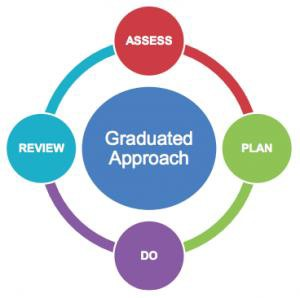 ASSESS
Graduated
Approach
REVIEW
PLAN
DO